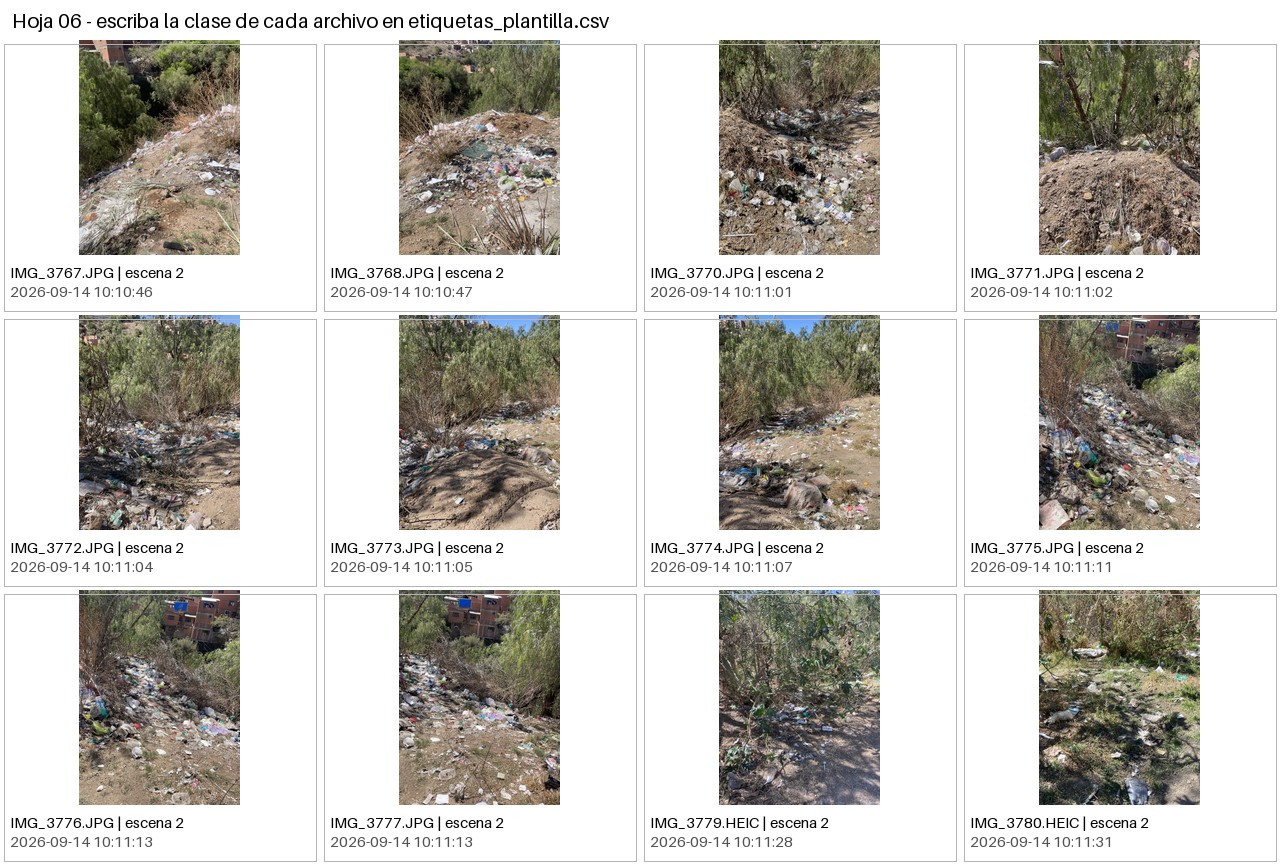 Hoja 06 - escriba la clase de cada archivo en etiquetas_plantilla.csv
IMG_3767.JPG | escena 2
2026-09-14 10:10:46
IMG_3768.JPG | escena 2
2026-09-14 10:10:47
IMG_3770.JPG | escena 2
2026-09-14 10:11:01
IMG_3771.JPG | escena 2
2026-09-14 10:11:02
IMG_3772.JPG | escena 2
2026-09-14 10:11:04
IMG_3773.JPG | escena 2
2026-09-14 10:11:05
IMG_3774.JPG | escena 2
2026-09-14 10:11:07
IMG_3775.JPG | escena 2
2026-09-14 10:11:11
IMG_3776.JPG | escena 2
2026-09-14 10:11:13
IMG_3777.JPG | escena 2
2026-09-14 10:11:13
IMG_3779.HEIC | escena 2
2026-09-14 10:11:28
IMG_3780.HEIC | escena 2
2026-09-14 10:11:31